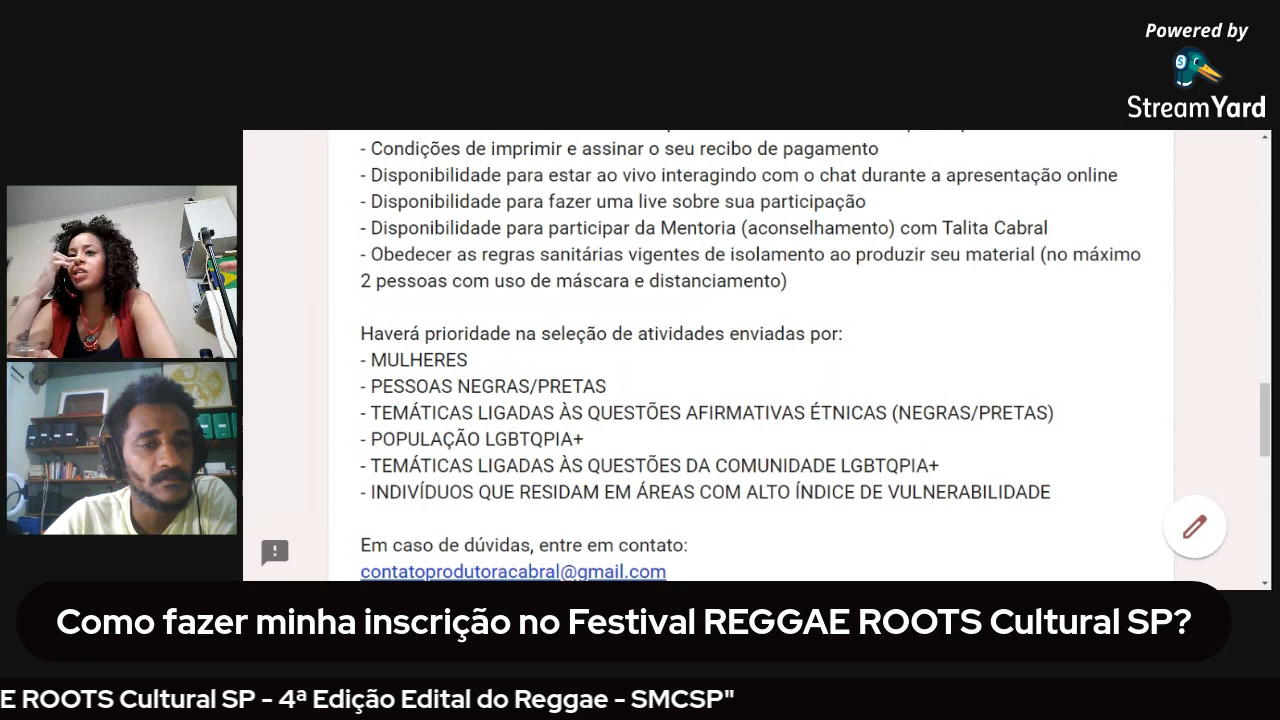 Powered by
StreamYard
- Condições de imprimir e assinar o seu recibo de pagamento
- Disponibilidade para estar ao vivo interagindo com o chat durante a apresentação online
- Disponibilidade para fazer uma live sobre sua participação
- Disponibilidade para participar da Mentoria (aconselhamento) com Talita Cabral
- Obedecer as regras sanitárias vigentes de isolamento ao produzir seu material (no máximo
2 pessoas com uso de máscara e distanciamento)
Haverá prioridade na seleção de atividades enviadas por:
- MULHERES
- PESSOAS NEGRAS/PRETAS
- TEMÁTICAS LIGADAS ÀS QUESTÕES AFIRMATIVAS ÉTNICAS (NEGRAS/PRETAS)
- POPULAÇÃO LGBTQPIA+
- TEMÁTICAS LIGADAS ÀS QUESTÕES DA COMUNIDADE LGBTQPIA+
- INDIVÍDUOS QUE RESIDAM EM ÁREAS COM ALTO ÍNDICE DE VULNERABILIDADE
Em caso de dúvidas, entre em contato:
contatoprodutoracabral@gmail.com
Como fazer minha inscrição no Festival REGGAE ROOTS Cultural SP?
E ROOTS Cultural SP - 4ª Edição Edital do Reggae - SMCSP"